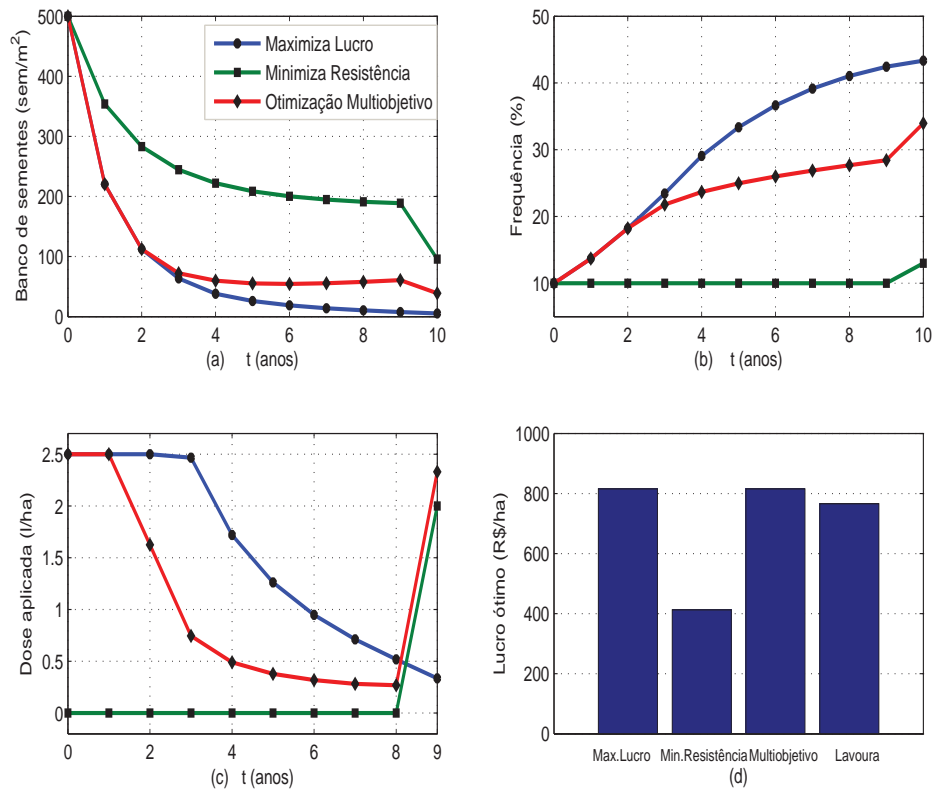 Banco de sementes (sem/m²)
500
400
300
200
100
0
Maximiza Lucro
Minimiza Resistência
Otimização Multiobjetivo
0 2 4 6 8 10
(a) t (anos)
Frequência (%)
50
40
30
20
10
0 2 4 6 8 10
(b) t (anos)
Dose aplicada (l/ha)
2.5
2
1.5
1
0.5
0
0 2 4 6 8 9
(c) t (anos)
Lucro ótimo (R$/ha)
1000
800
600
400
200
0
Max.Lucro Min.Resistência Multiobjetivo Lavoura
(d)